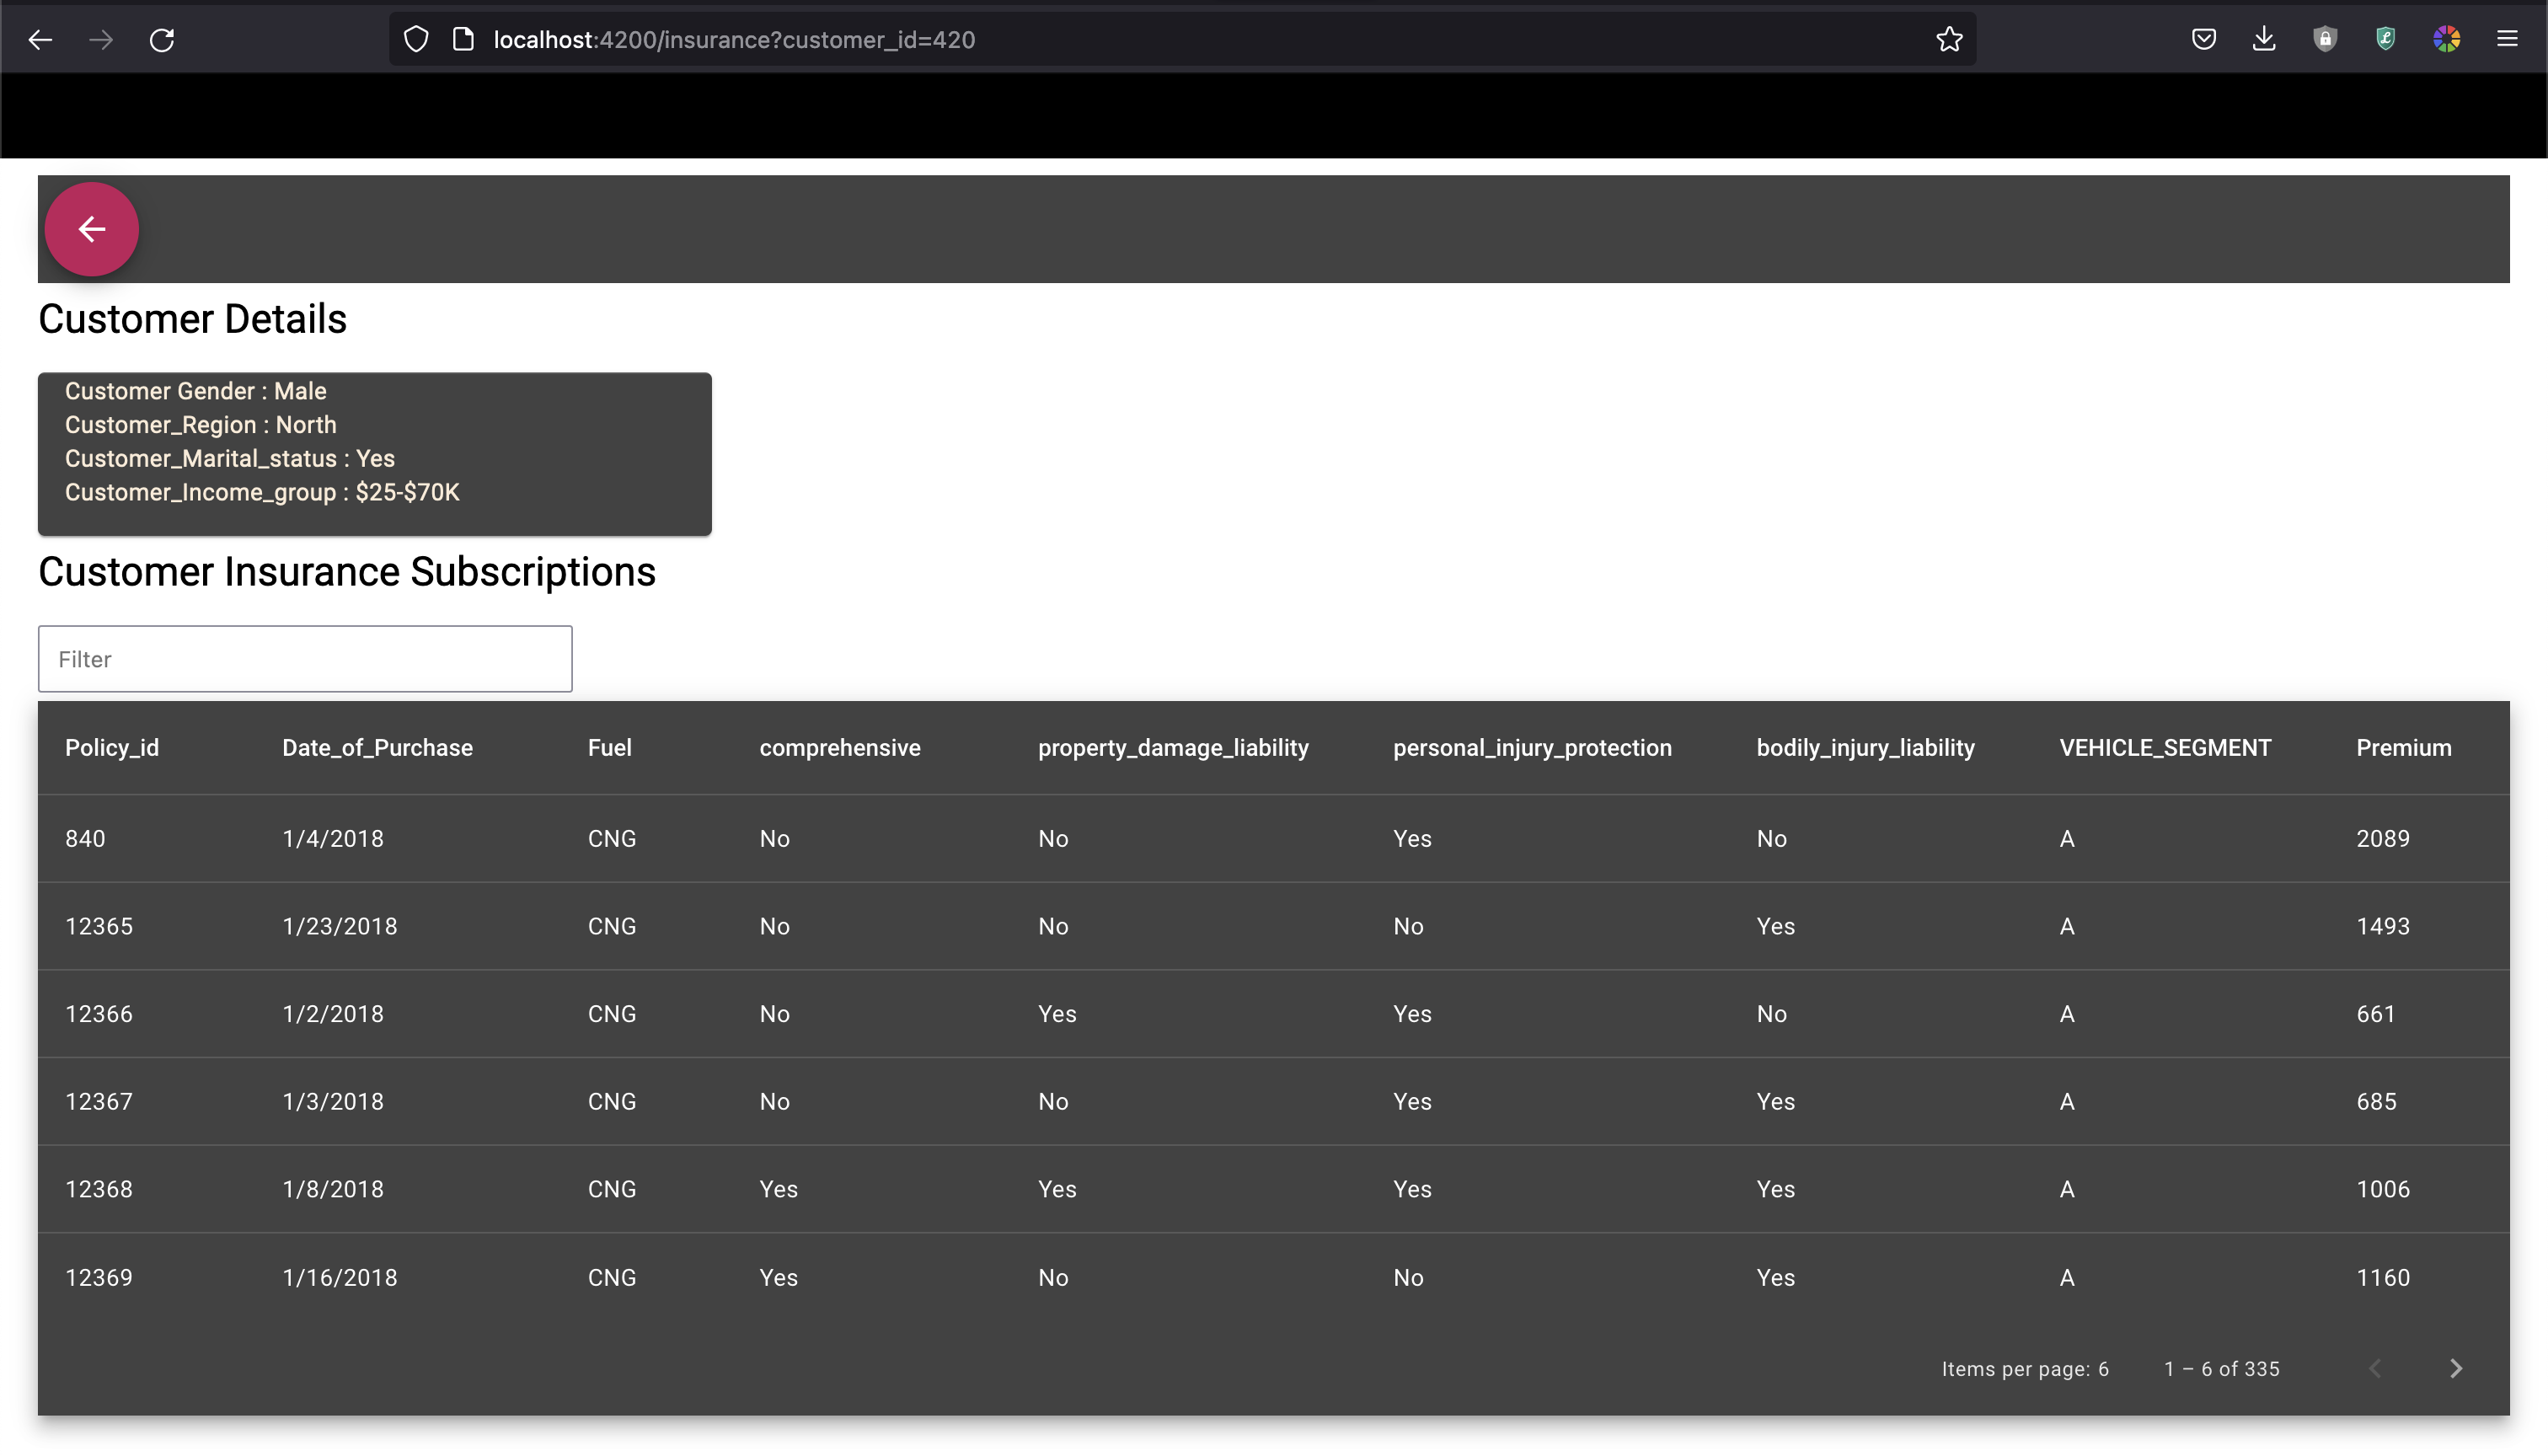 localhost:4200/insurance?customer_id=420
Customer Details
Customer Gender : Male
Customer_Region : North
Customer_Marital_status : Yes
Customer_Income_group : $25-$70K
Customer Insurance Subscriptions
Filter
Policy_id Date_of_Purchase Fuel comprehensive property_damage_liability personal_injury_protection bodily_injury_liability VEHICLE_SEGMENT Premium
840 1/4/2018 CNG No No Yes No A 2089
12365 1/23/2018 CNG No No No Yes A 1493
12366 1/2/2018 CNG No Yes Yes No A 661
12367 1/3/2018 CNG No No Yes Yes A 685
12368 1/8/2018 CNG Yes Yes Yes Yes A 1006
12369 1/16/2018 CNG Yes No No Yes A 1160
Items per page: 6 1 – 6 of 335